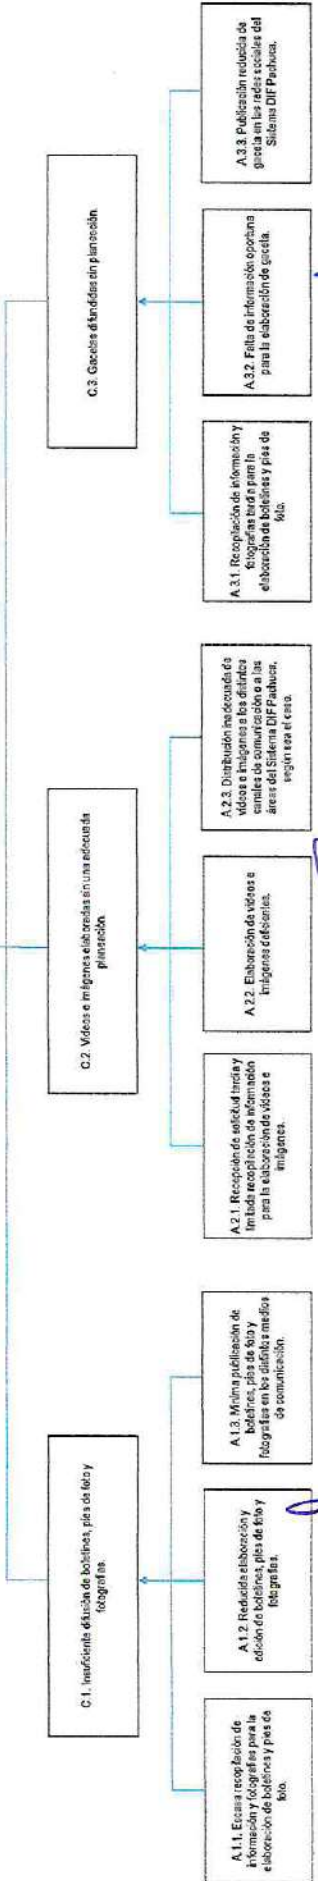 C.1. Insuficiente difusión de boletines, pies de foto y
fotografías.
C.2. Videos e imágenes elaboradas sin una adecuada
planeación.
C.3. Gacetas difundidas sin planeación.
A.1.1. Escasa recopilación de
información y fotografías para la
elaboración de boletines y pies de
foto.
A.1.2. Reducida elaboración y
edición de boletines, pies de foto y
fotografías.
A.1.3. Mínima publicación de
boletines, pies de foto y
fotografías en los distintos medios
de comunicación.
A.2.1. Recepción de solicitud tardía y
limitada recopilación de información
para la elaboración de videos e
imágenes.
A.2.2. Elaboración de videos e
imágenes deficientes.
A.2.3. Distribución inadecuada de
videos e imágenes a los distintos
canales de comunicación o a las
áreas del Sistema DIF Pachuca,
según sea el caso.
A.3.1. Recopilación de información y
fotografías tardía para la
elaboración de boletines y pies de
foto.
A.3.2. Falta de información oportuna
para la elaboración de gaceta.
A.3.3. Publicación reducida de
gaceta en las redes sociales del
Sistema DIF Pachuca.